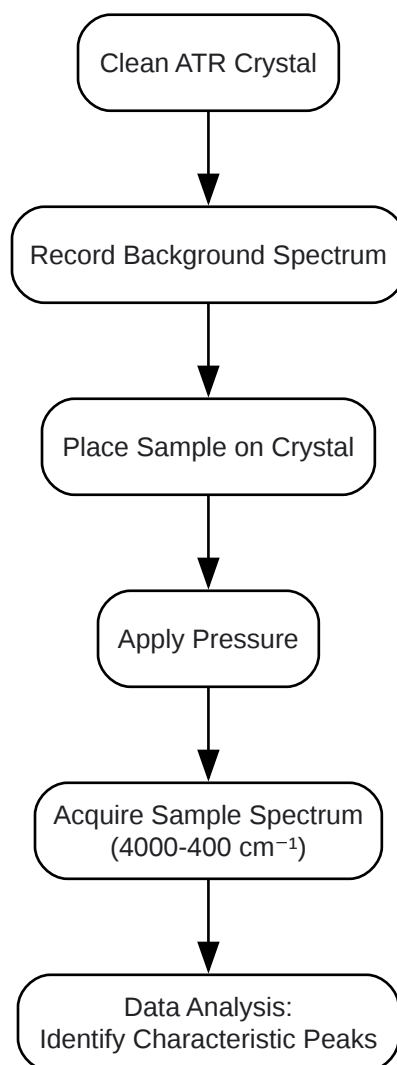 Clean ATR Crystal
Record Background Spectrum
Place Sample on Crystal
Apply Pressure
Acquire Sample Spectrum
(4000-400 cm⁻¹)
Data Analysis:
Identify Characteristic Peaks